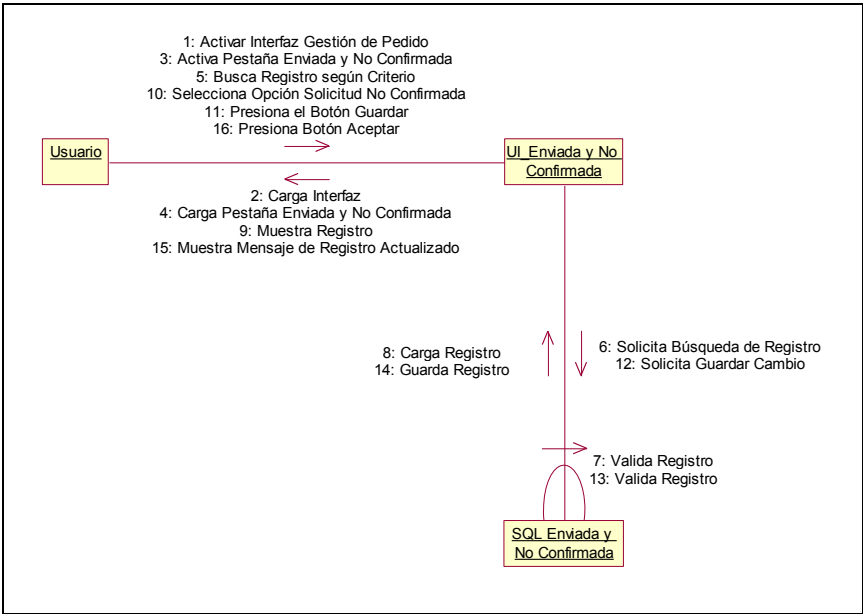 1: Activar Interfaz Gestión de Pedido
3: Activa Pestaña Enviada y No Confirmada
5: Busca Registro según Criterio
10: Selecciona Opción Solicitud No Confirmada
11: Presiona el Botón Guardar
16: Presiona Botón Aceptar
Usuario
UI_Enviada y No
Confirmada
2: Carga Interfaz
4: Carga Pestaña Enviada y No Confirmada
9: Muestra Registro
15: Muestra Mensaje de Registro Actualizado
8: Carga Registro
14: Guarda Registro
6: Solicita Búsqueda de Registro
12: Solicita Guardar Cambio
7: Valida Registro
13: Valida Registro
SQL Enviada y
No Confirmada